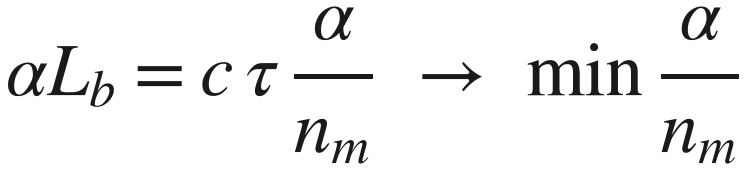 αL_b = c τ α/n_m → min α/n_m